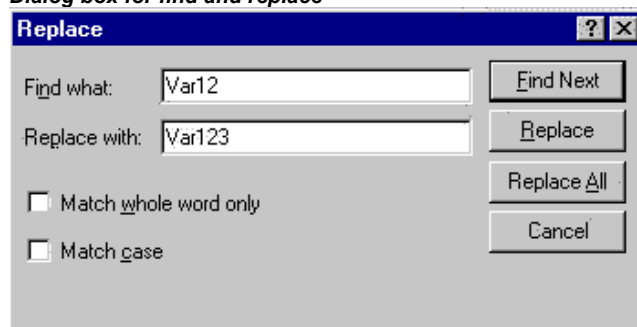 Dialog box for find and replace
Replace
Find what: Var12 Find Next
Replace with: Var123 Replace
Replace All
Match whole word only
Cancel
Match case